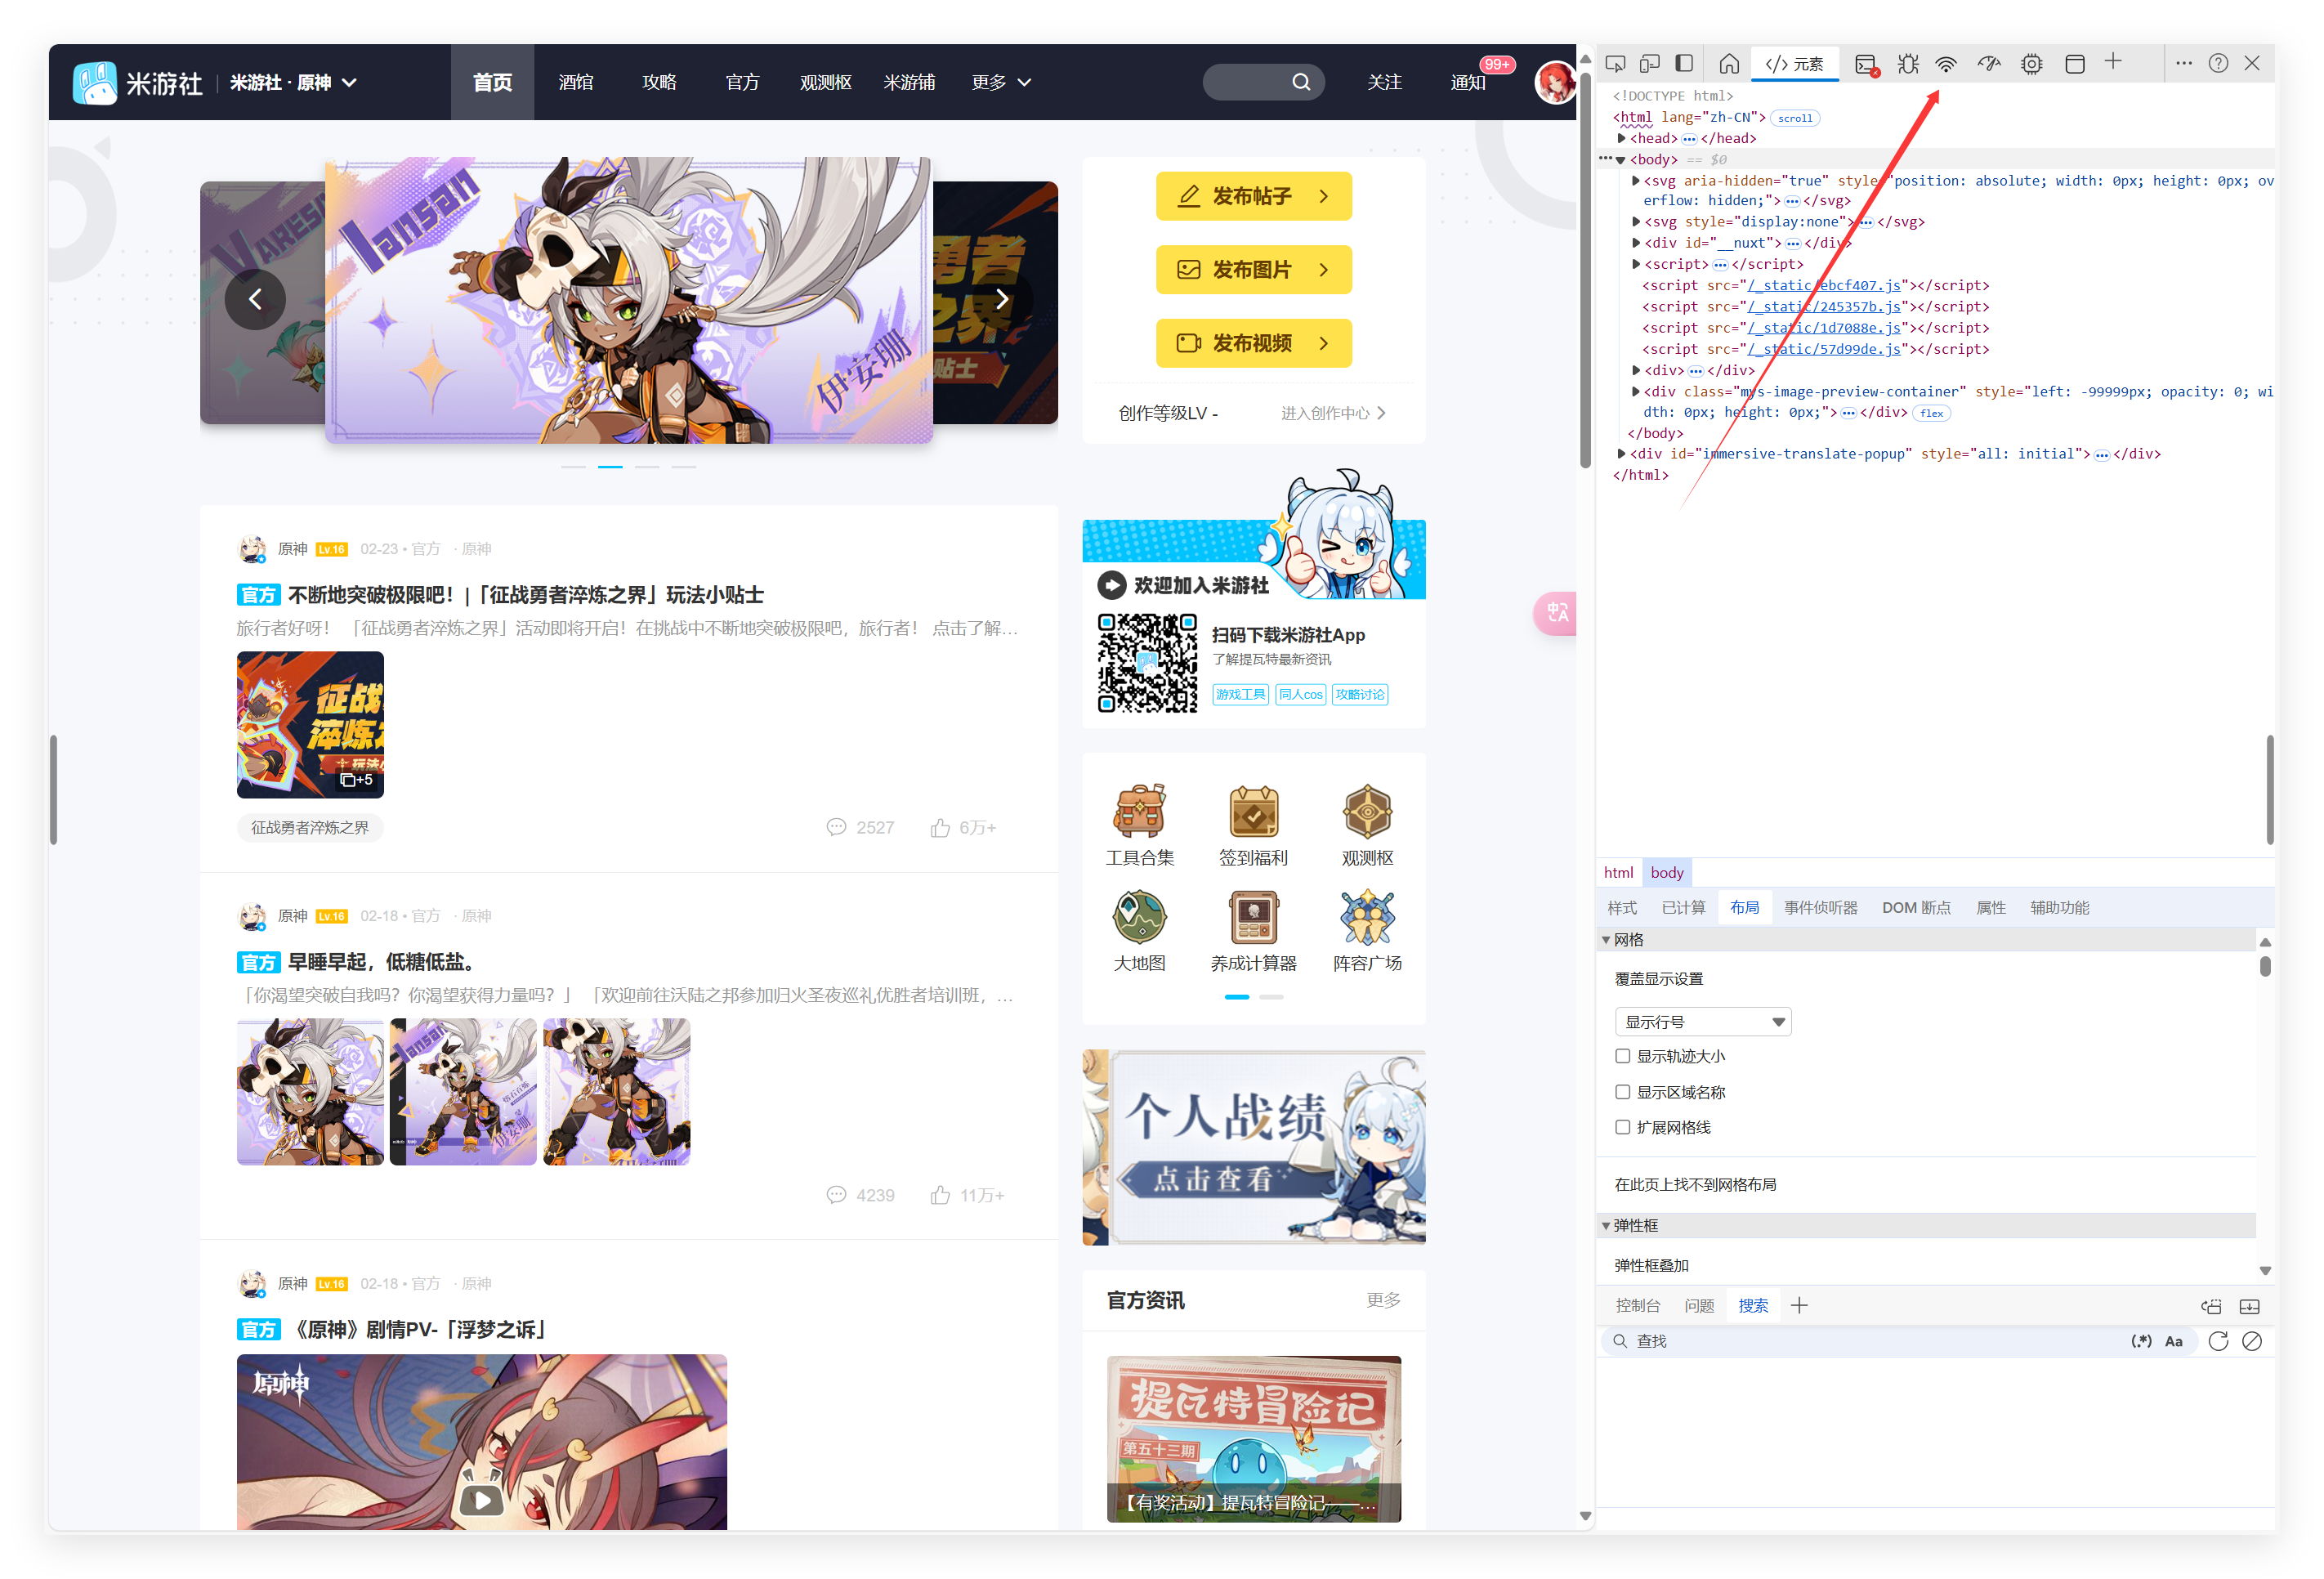 米游社
米游社 · 原神
首页
酒馆
攻略
官方
观测枢
米游铺
更多
关注
通知
99+
VARESA
Iansan
伊安珊
勇者
之界
贴士
发布帖子
发布图片
发布视频
创作等级LV -
进入创作中心
欢迎加入米游社
扫码下载米游社App
了解提瓦特最新资讯
游戏工具
同人cos
攻略讨论
原神 Lv.16 02-23 • 官方 · 原神
官方 不断地突破极限吧！|「征战勇者淬炼之界」玩法小贴士
旅行者好呀！ 「征战勇者淬炼之界」活动即将开启！在挑战中不断地突破极限吧，旅行者！ 点击了解…
征战
淬炼之
玩法小
+5
征战勇者淬炼之界
2527
6万+
原神 Lv.16 02-18 • 官方 · 原神
官方 早睡早起，低糖低盐。
「你渴望突破自我吗？你渴望获得力量吗？」 「欢迎前往沃陆之邦参加归火圣夜巡礼优胜者培训班，…
Iansan
伊安珊
4239
11万+
原神 Lv.16 02-18 • 官方 · 原神
官方 《原神》剧情PV-「浮梦之诉」
原神
工具合集
签到福利
观测枢
大地图
养成计算器
阵容广场
个人战绩
点击查看
官方资讯
更多
提瓦特冒险记
第五十三期
【有奖活动】提瓦特冒险记——…
中A
</> 元素
<!DOCTYPE html>
<html lang="zh-CN"> scroll
<head> ••• </head>
••• <body> == $0
<svg aria-hidden="true" style="position: absolute; width: 0px; height: 0px; ov
erflow: hidden;"> ••• </svg>
<svg style="display:none"> ••• </svg>
<div id="__nuxt"> ••• </div>
<script> ••• </script>
<script src="/_static/ebcf407.js"></script>
<script src="/_static/245357b.js"></script>
<script src="/_static/1d7088e.js"></script>
<script src="/_static/57d99de.js"></script>
<div> ••• </div>
<div class="mys-image-preview-container" style="left: -99999px; opacity: 0; wi
dth: 0px; height: 0px;"> ••• </div> flex
</body>
<div id="immersive-translate-popup" style="all: initial"> ••• </div>
</html>
html
body
样式
已计算
布局
事件侦听器
DOM 断点
属性
辅助功能
网格
覆盖显示设置
显示行号
显示轨迹大小
显示区域名称
扩展网格线
在此页上找不到网格布局
弹性框
弹性框叠加
控制台
问题
搜索
查找
(.*)
Aa